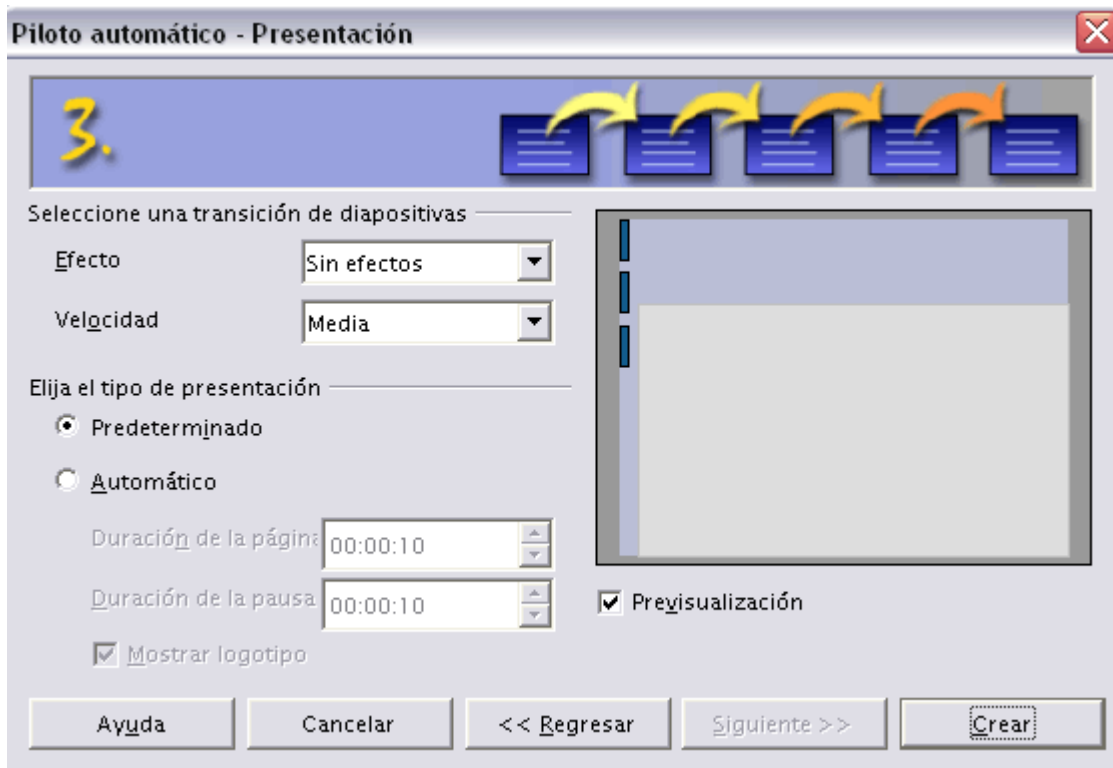 Piloto automático - Presentación
3.
Seleccione una transición de diapositivas
Efecto
Sin efectos
Velocidad
Media
Elija el tipo de presentación
Predeterminado
Automático
Duración de la página
00:00:10
Duración de la pausa
00:00:10
Mostrar logotipo
Previsualización
Ayuda
Cancelar
<< Regresar
Siguiente >>
Crear